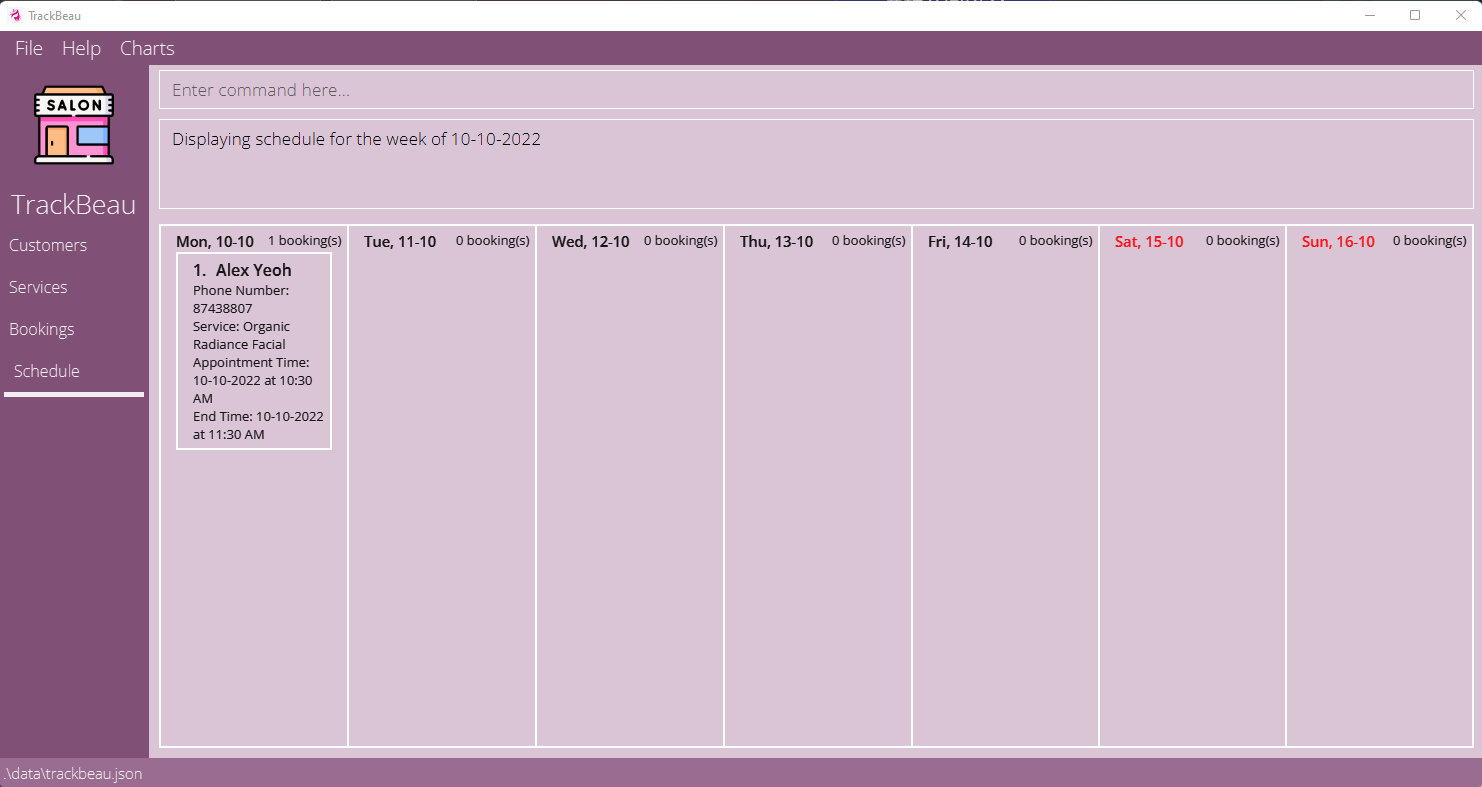 TrackBeau
File Help Charts
SALON
TrackBeau
Customers
Services
Bookings
Schedule
Enter command here...
Displaying schedule for the week of 10-10-2022
Mon, 10-10 1 booking(s)
1. Alex Yeoh
Phone Number:
87438807
Service: Organic
Radiance Facial
Appointment Time:
10-10-2022 at 10:30
AM
End Time: 10-10-2022
at 11:30 AM
Tue, 11-10 0 booking(s)
Wed, 12-10 0 booking(s)
Thu, 13-10 0 booking(s)
Fri, 14-10 0 booking(s)
Sat, 15-10 0 booking(s)
Sun, 16-10 0 booking(s)
.\data\trackbeau.json